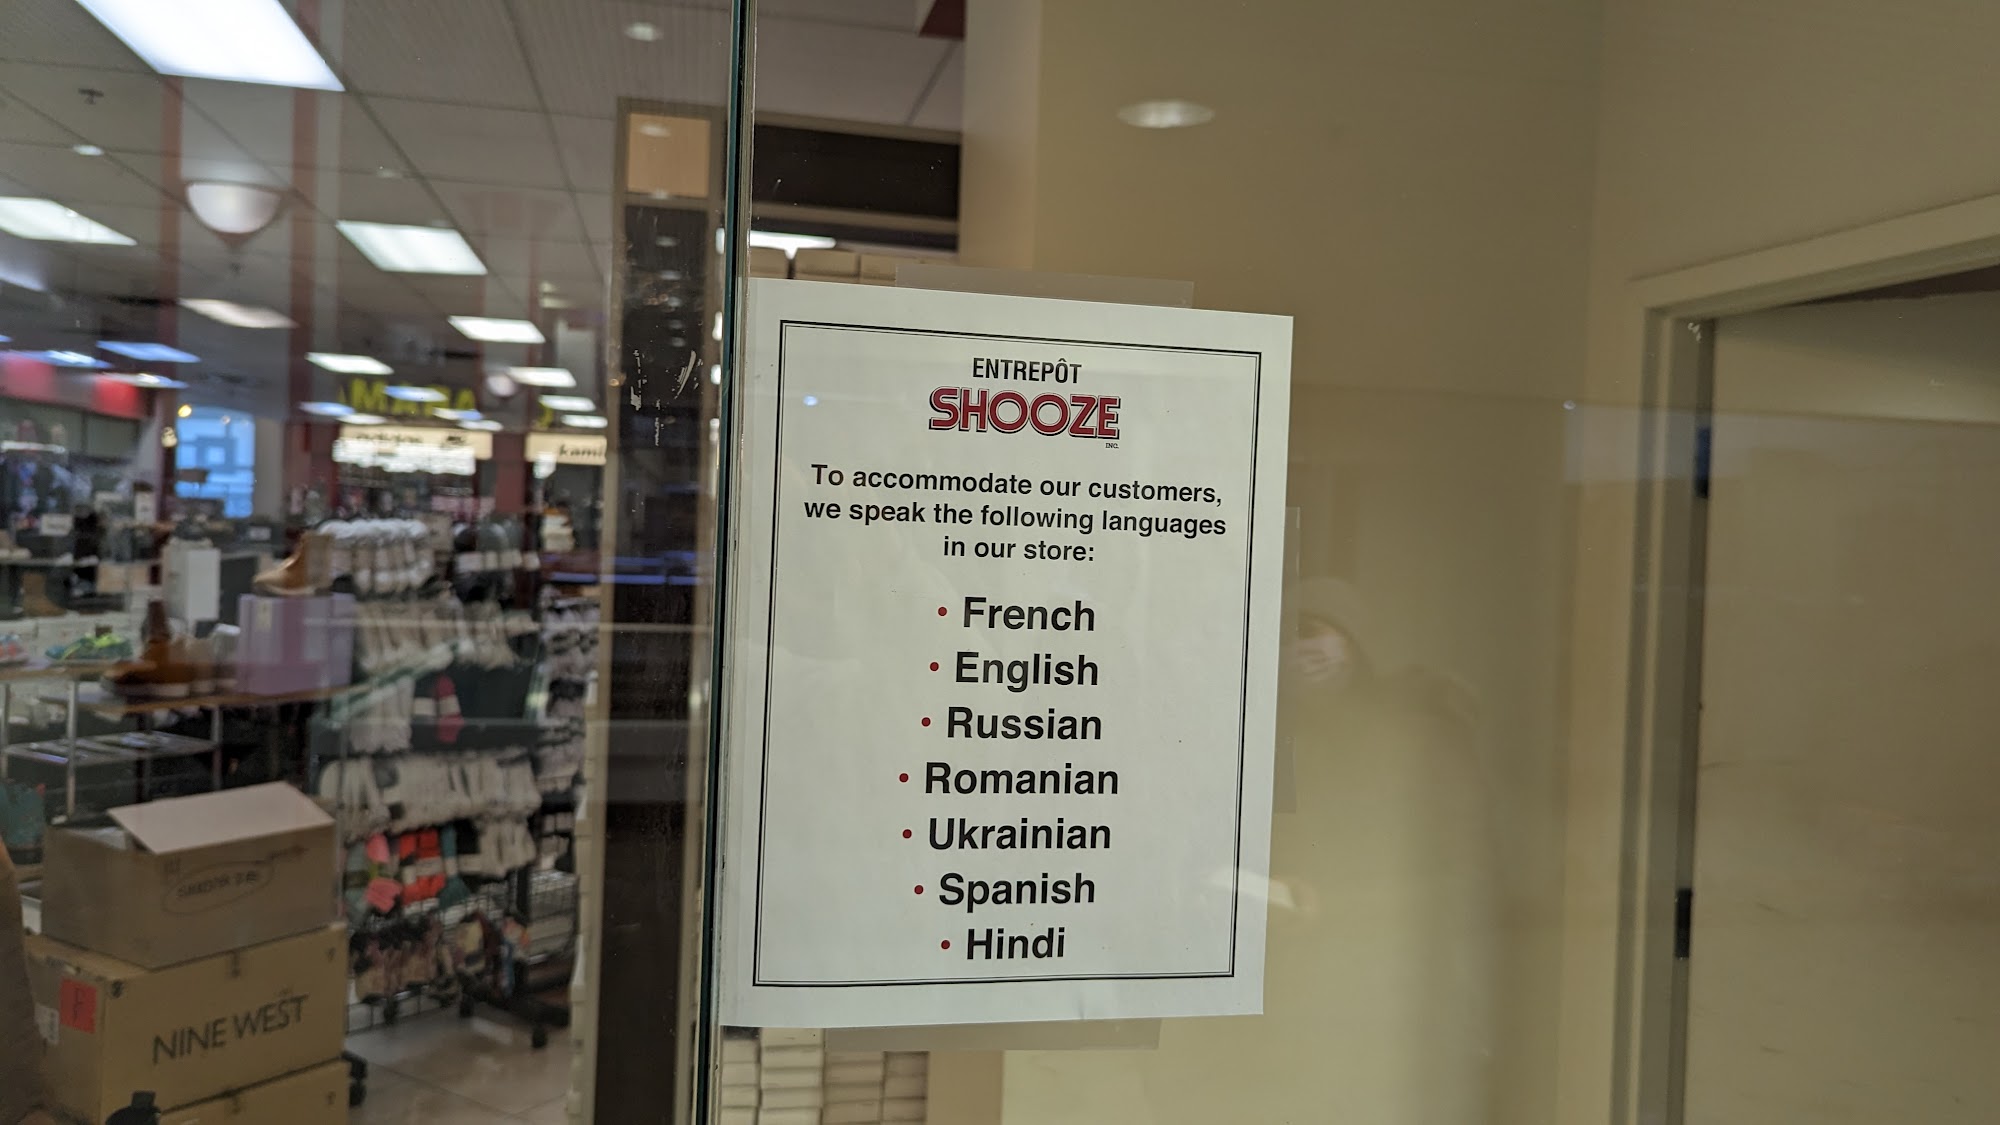 ENTREPÔT
SHOOZE
INC.
To accommodate our customers,
we speak the following languages
in our store:
• French
• English
• Russian
• Romanian
• Ukrainian
• Spanish
• Hindi
NINE WEST